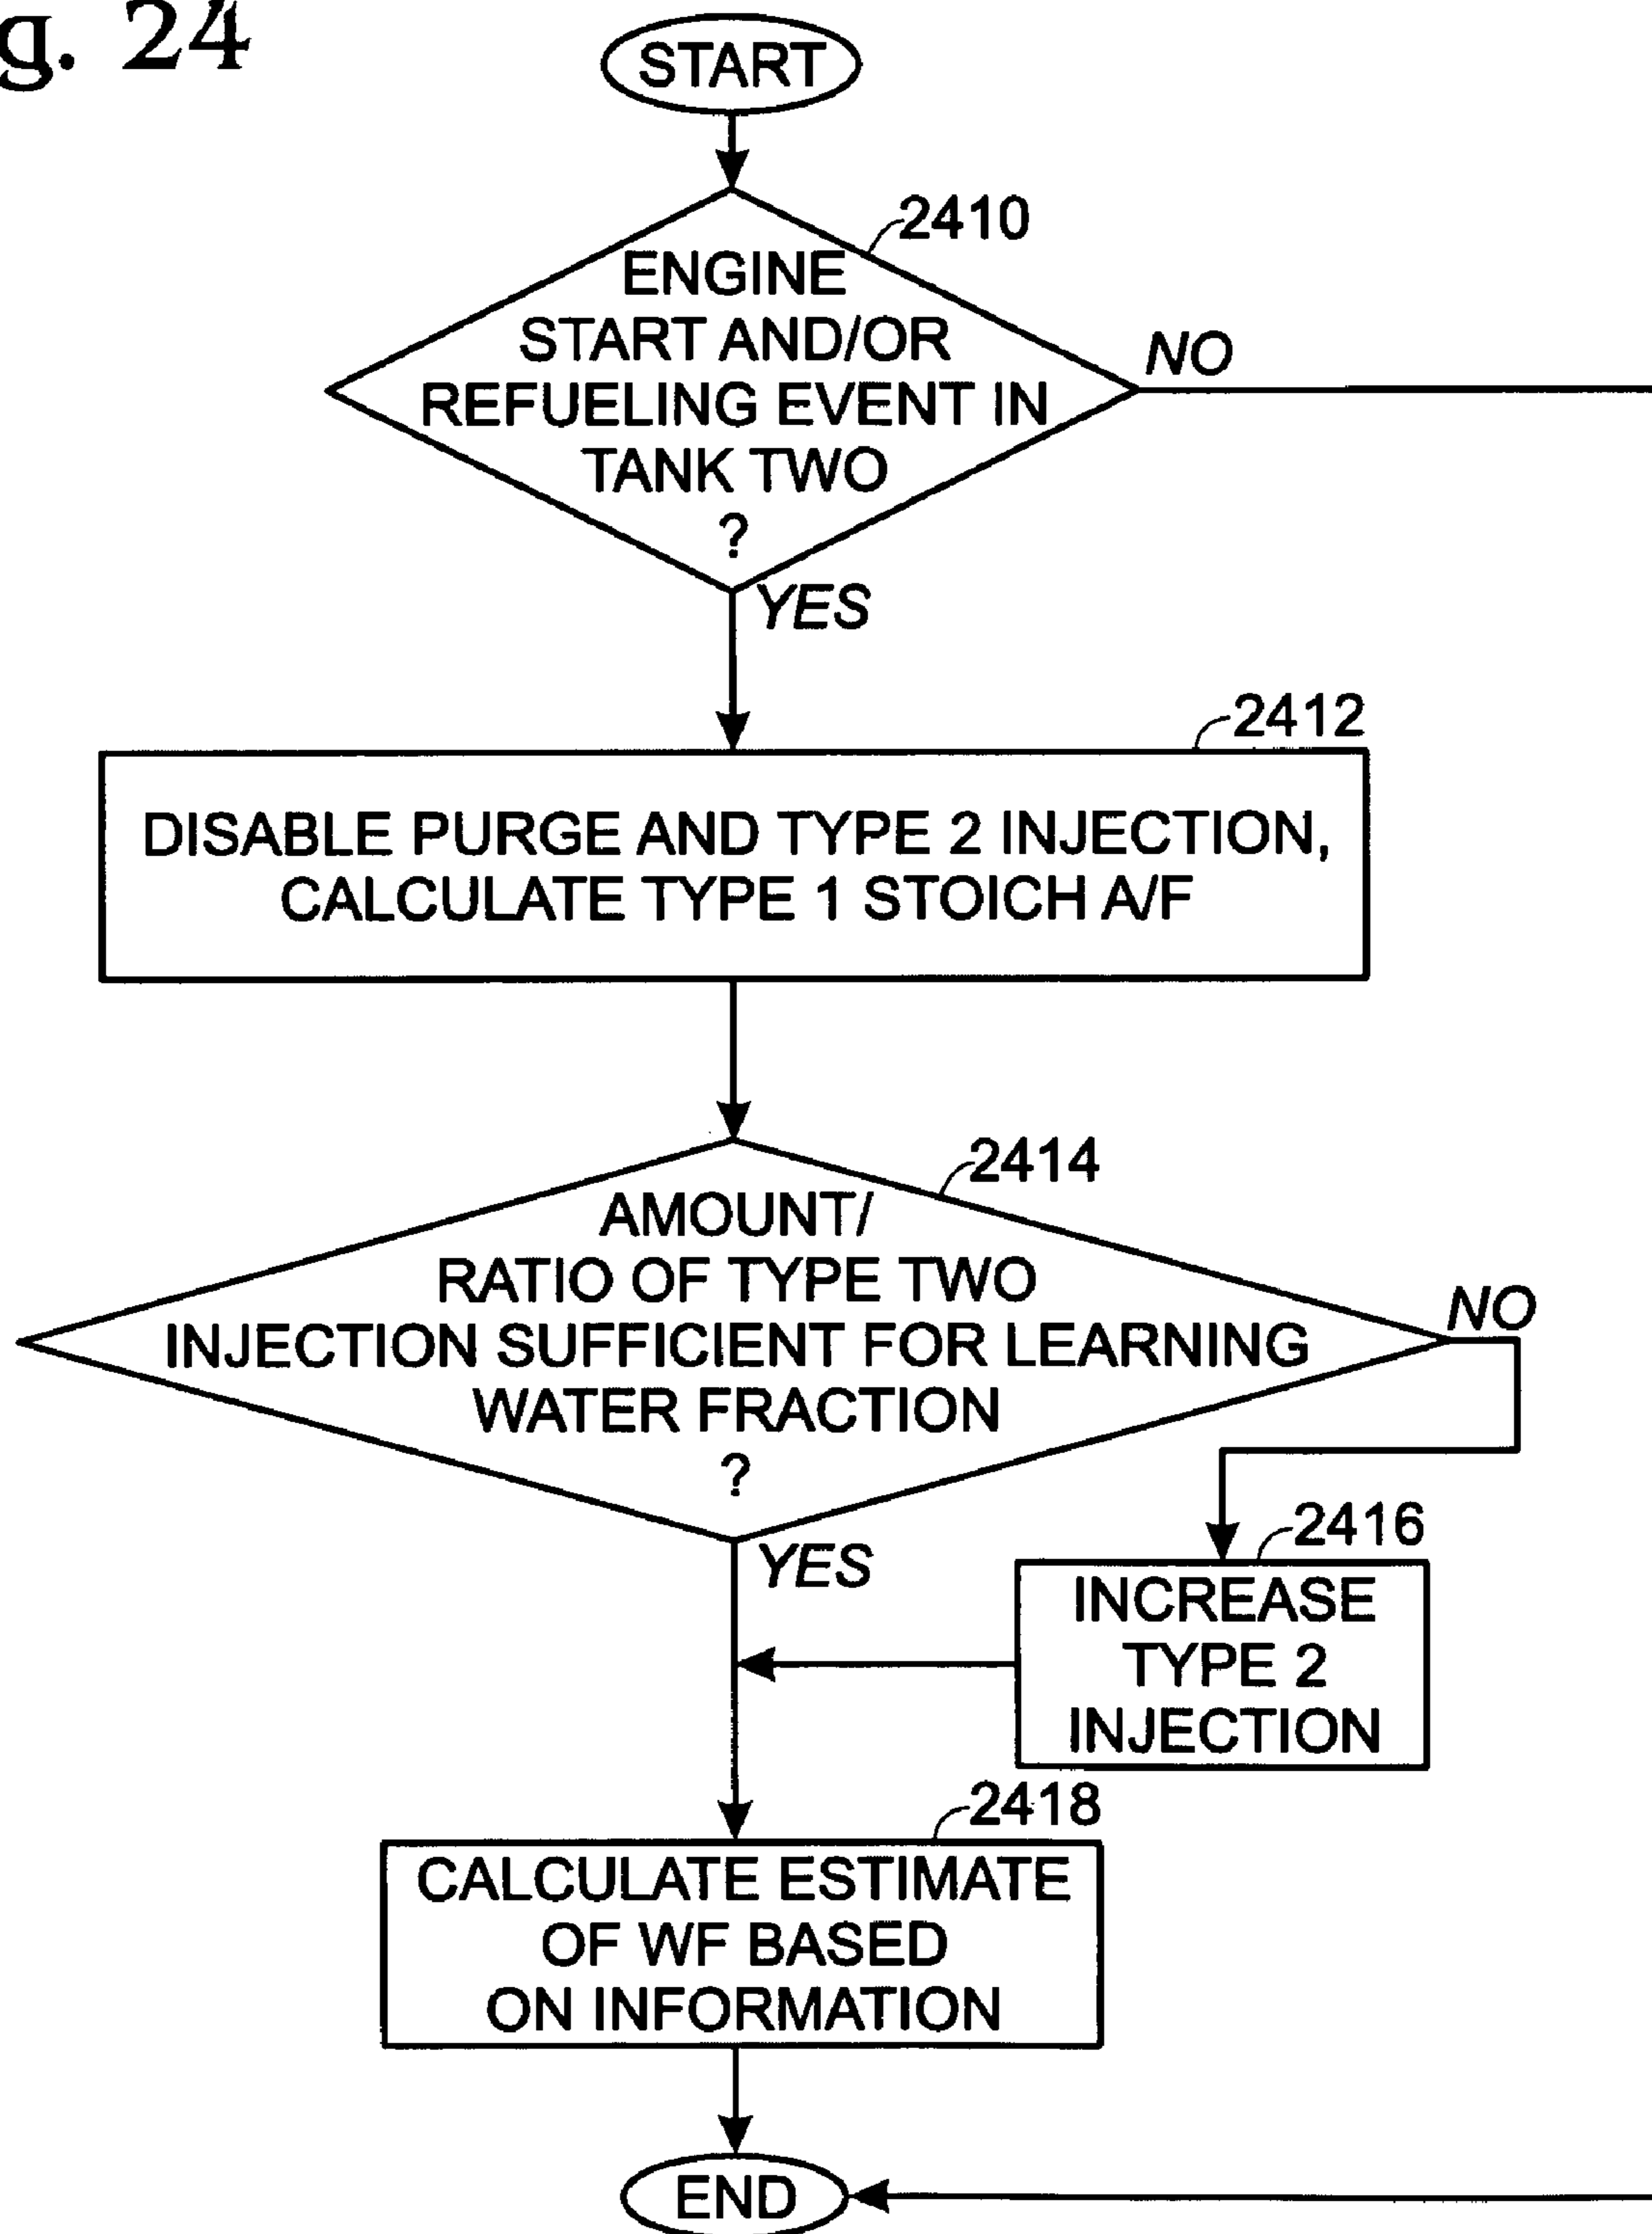 g. 24
START
2410
ENGINE
START AND/OR
REFUELING EVENT IN
TANK TWO
?
NO
YES
2412
DISABLE PURGE AND TYPE 2 INJECTION,
CALCULATE TYPE 1 STOICH A/F
2414
AMOUNT/
RATIO OF TYPE TWO
INJECTION SUFFICIENT FOR LEARNING
WATER FRACTION
?
NO
YES
2416
INCREASE
TYPE 2
INJECTION
2418
CALCULATE ESTIMATE
OF WF BASED
ON INFORMATION
END